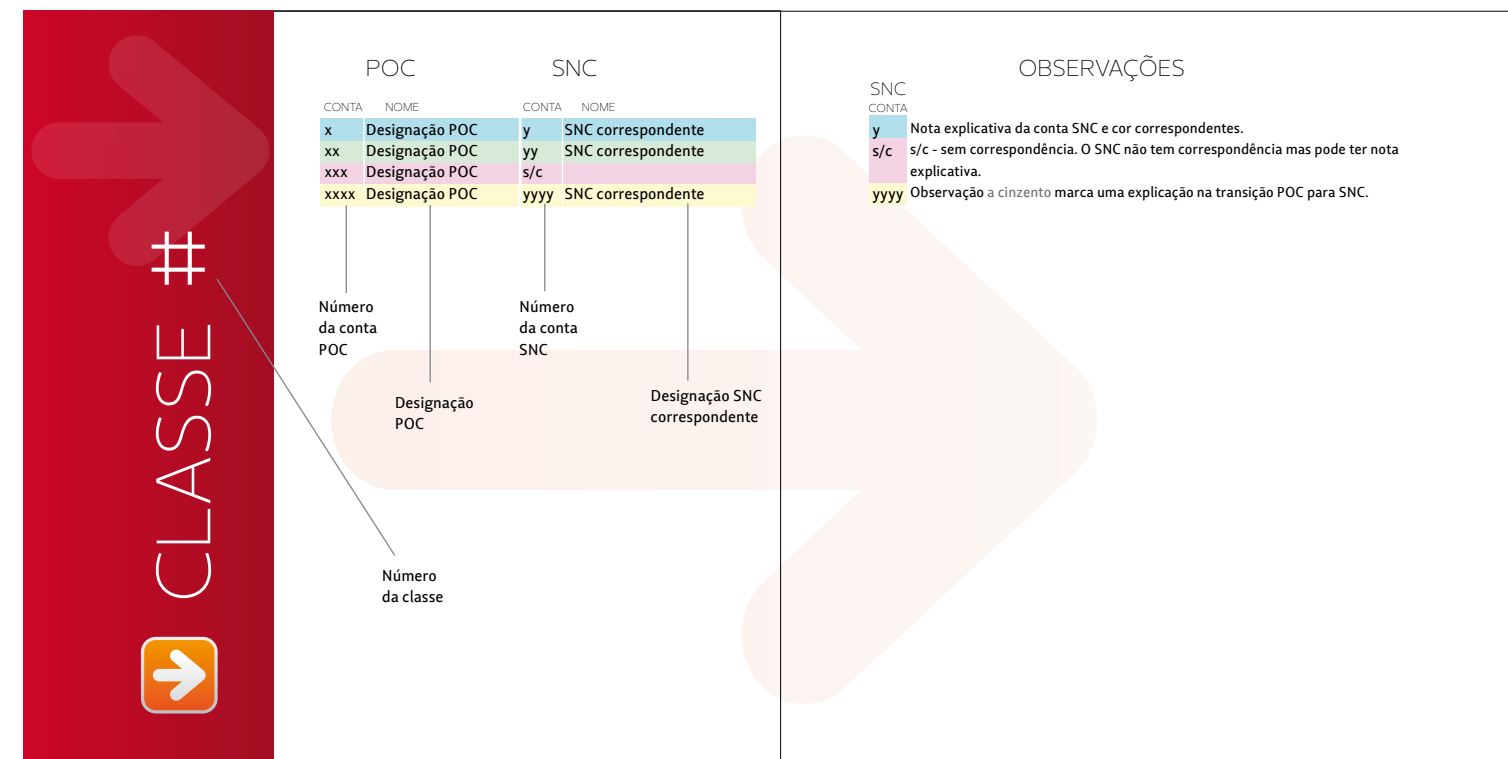 CLASSE #
POC SNC
CONTA NOME CONTA NOME
x Designação POC y SNC correspondente
xx Designação POC yy SNC correspondente
xxx Designação POC s/c
xxxx Designação POC yyyy SNC correspondente
Número
da conta
POC
Número
da conta
SNC
Designação
POC
Designação SNC
correspondente
Número
da classe
OBSERVAÇÕES
SNC
CONTA
y Nota explicativa da conta SNC e cor correspondentes.
s/c s/c - sem correspondência. O SNC não tem correspondência mas pode ter nota
explicativa.
yyyy Observação a cinzento marca uma explicação na transição POC para SNC.